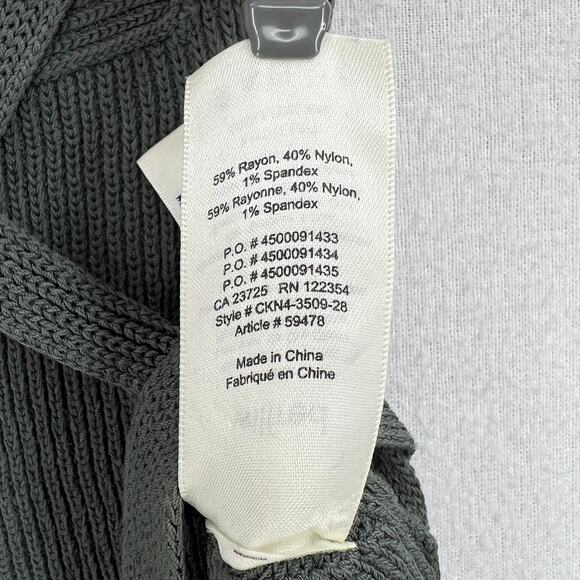 59% Rayon, 40% Nylon,
1% Spandex
59% Rayonne, 40% Nylon,
1% Spandex
P.O. # 4500091433
P.O. # 4500091434
P.O. # 4500091435
CA 23725 RN 122354
Style # CKN4-3509-28
Article # 59478
Made in China
Fabriqué en Chine